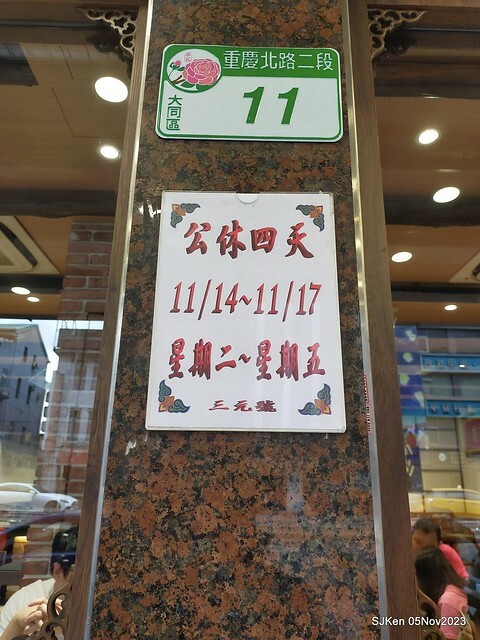 重慶北路二段
大同區
11
公休四天
11/14~11/17
星期二~星期五
三元號
SJKen 05Nov2023